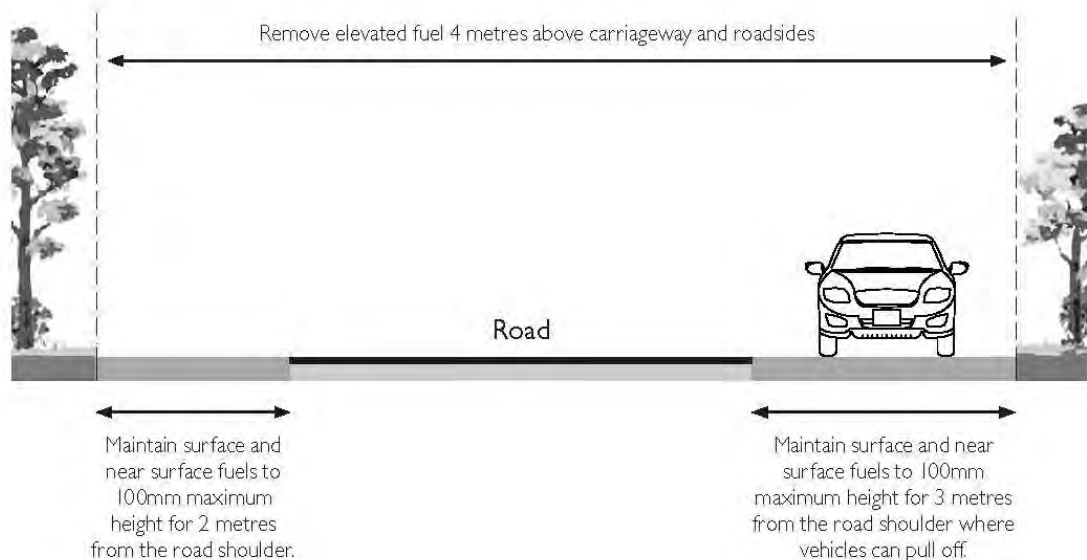 Remove elevated fuel 4 metres above carriageway and roadsides
Road
Maintain surface and
near surface fuels to
100mm maximum
height for 2 metres
from the road shoulder.
Maintain surface and near
surface fuels to 100mm
maximum height for 3 metres
from the road shoulder where
vehicles can pull off.